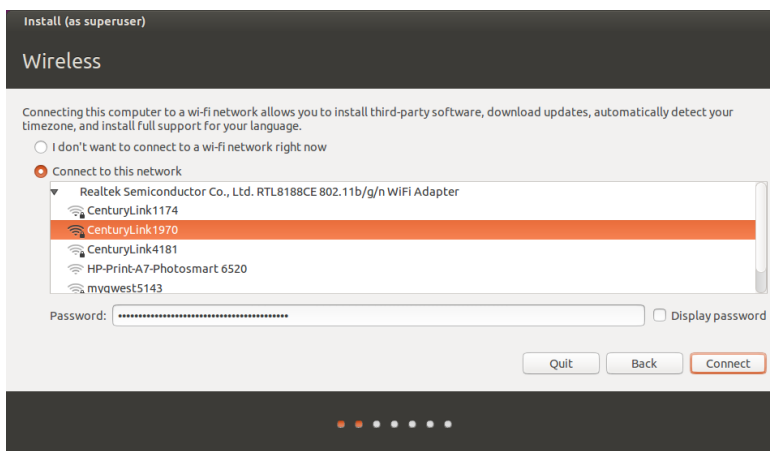 Install (as superuser)
Wireless
Connecting this computer to a wi-fi network allows you to install third-party software, download updates, automatically detect your
timezone, and install full support for your language.
I don't want to connect to a wi-fi network right now
Connect to this network
Realtek Semiconductor Co., Ltd. RTL8188CE 802.11b/g/n WiFi Adapter
CenturyLink1174
CenturyLink1970
CenturyLink4181
HP-Print-A7-Photosmart 6520
myqwest5143
Password: Display password
Quit Back Connect